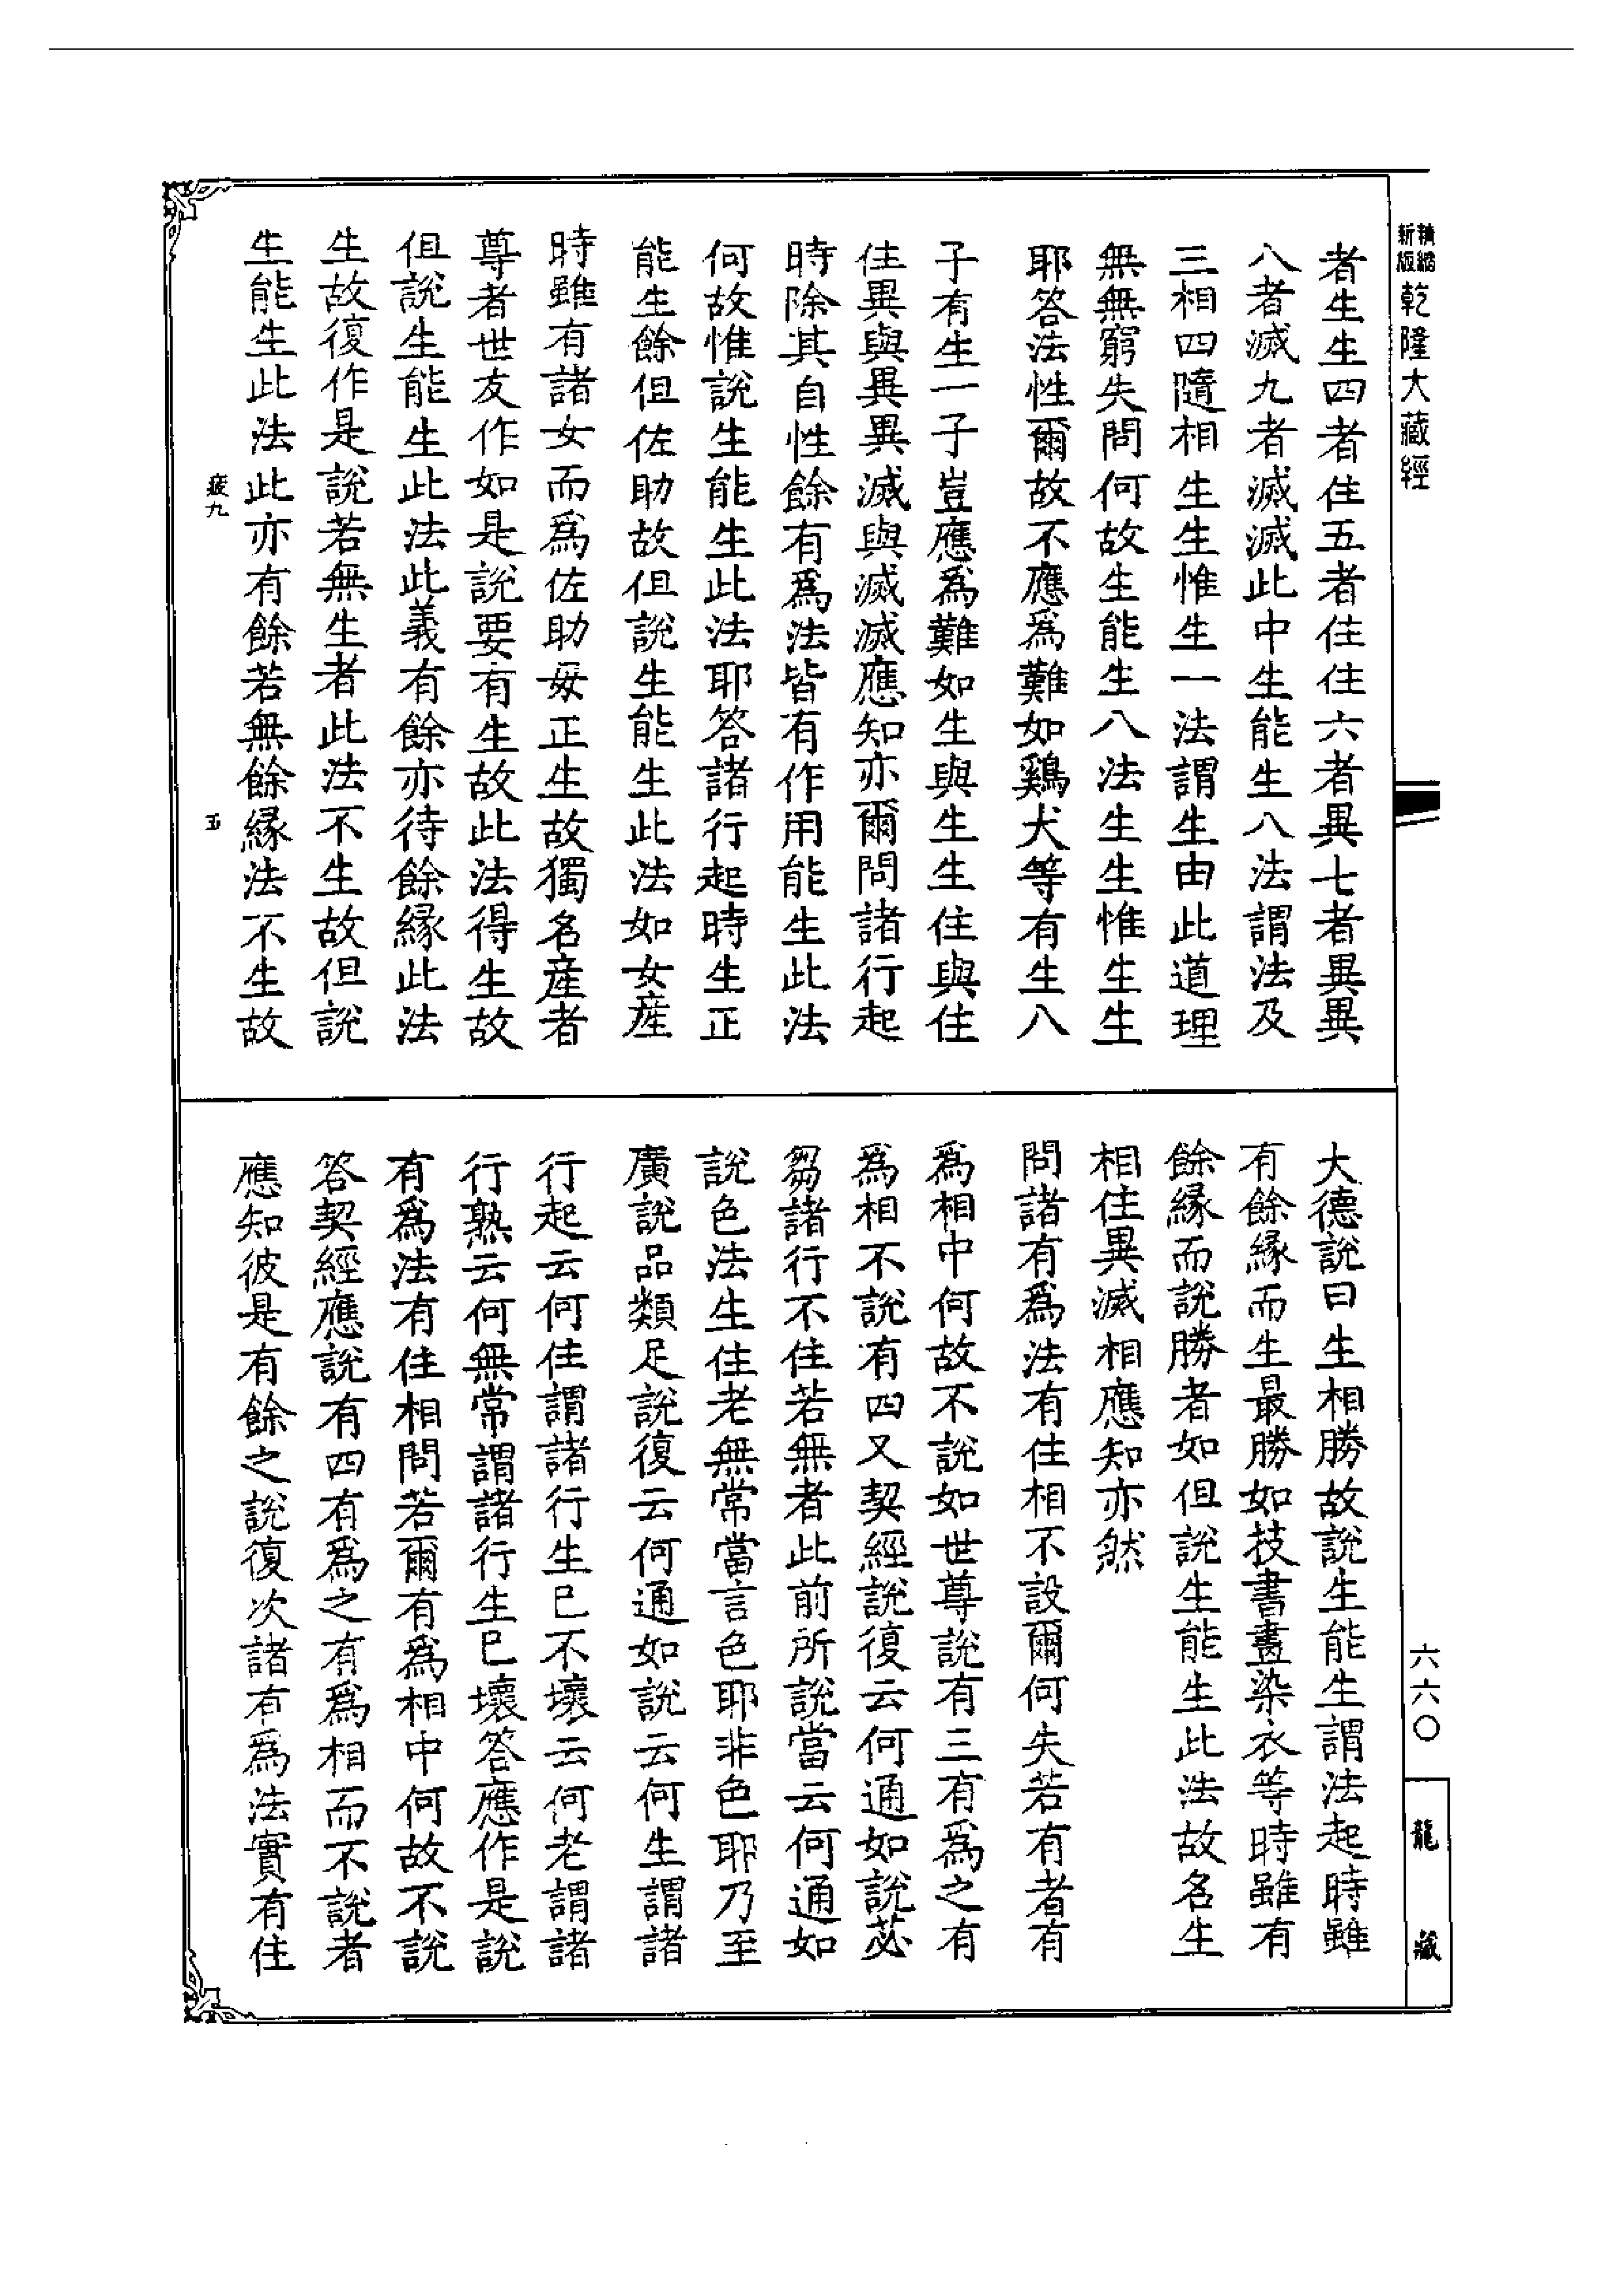 精縮新版乾隆大藏經
者生生四者住五者住住六者異七者異異
八者滅九者滅滅此中生能生八法謂法及
三相四隨相生生惟生一法謂生由此道理
無無窮失問何故生能生八法生生惟生生
耶答法性爾故不應爲難如鷄犬等有生八
子有生一子豈應爲難如生與生生住與住
住異與異異滅與滅滅應知亦爾問諸行起
時除其自性餘有爲法皆有作用能生此法
何故惟說生能生此法耶答諸行起時生正
能生餘但佐助故但說生能生此法如女產
時雖有諸女而爲佐助毋正生故獨名產者
尊者世友作如是說要有生故此法得生故
但說生能生此法此義有餘亦待餘緣此法
生故復作是說若無生者此法不生故但說
生能生此法此亦有餘若無餘緣法不生故
疲九
五
大德說曰生相勝故說生能生謂法起時雖
有餘緣而生最勝如技書畫染衣等時雖有
餘緣而說勝者如但說生能生此法故名生
相住異滅相應知亦然
問諸有爲法有住相不設爾何失若有者有
爲相中何故不說如世尊說有三有爲之有
爲相不說有四又契經說復云何通如說苾
芻諸行不住若無者此前所說當云何通如
說色法生住老無常當言色耶非色耶乃至
廣說品類足說復云何通如說云何生謂諸
行起云何住謂諸行生已不壞云何老謂諸
行熟云何無常謂諸行生已壞答應作是說
有爲法有住相問若爾有爲相中何故不說
答契經應說有四有爲之有爲相而不說者
應知彼是有餘之說復次諸有爲法實有住
六六〇
龍藏